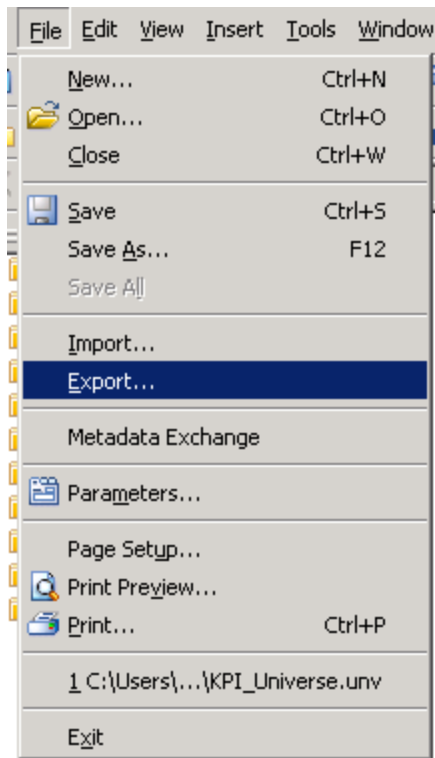 File Edit View Insert Tools Window
New... Ctrl+N
Open... Ctrl+O
Close Ctrl+W
Save Ctrl+S
Save As... F12
Save All
Import...
Export...
Metadata Exchange
Parameters...
Page Setup...
Print Preview...
Print... Ctrl+P
1 C:\Users\...\KPI_Universe.unv
Exit